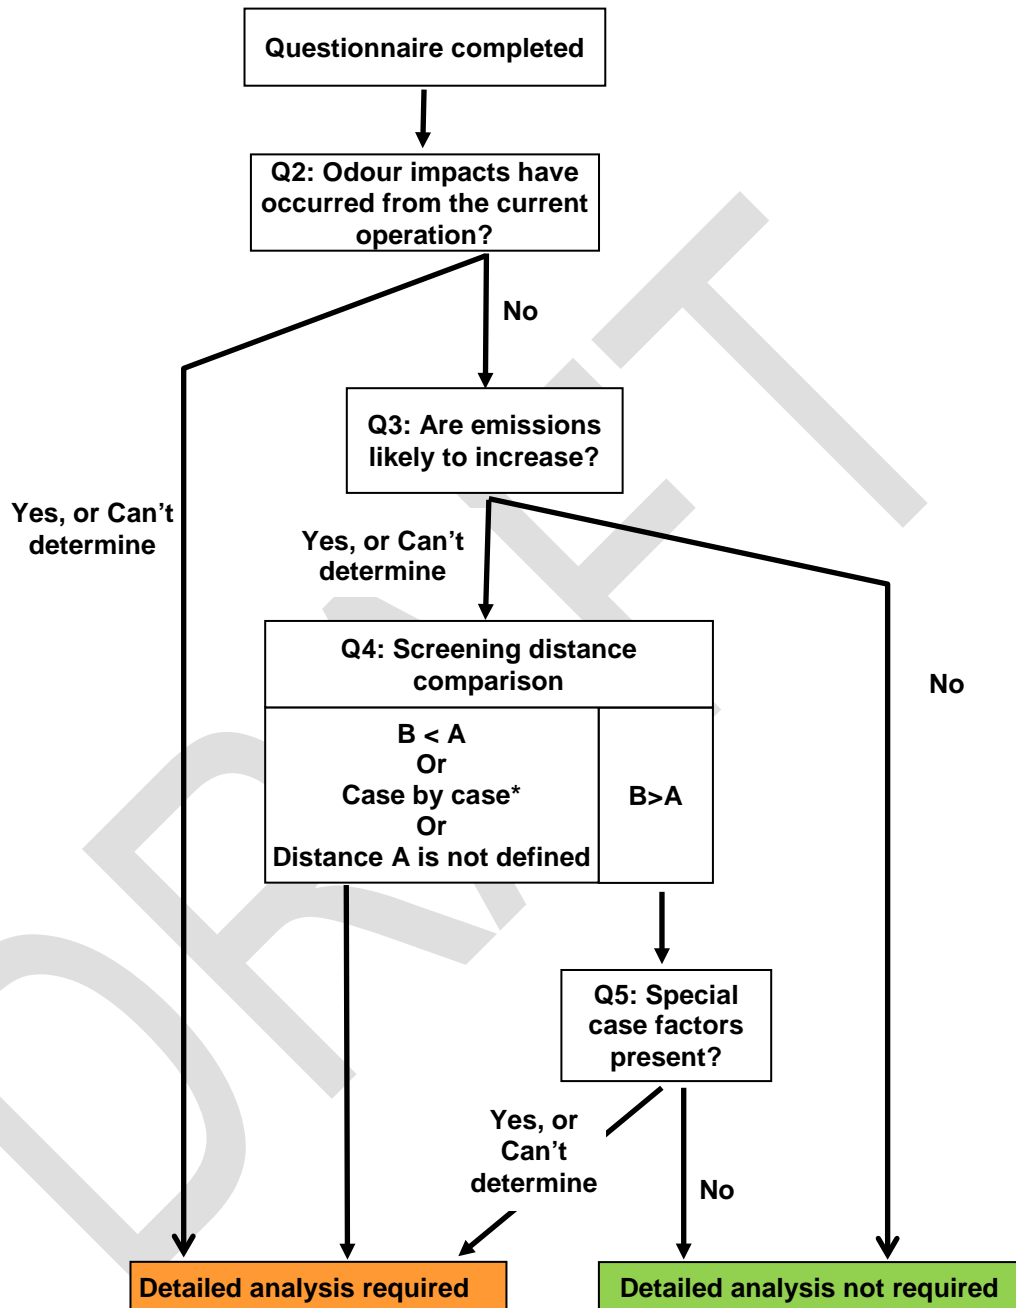 Questionnaire completed
Q2: Odour impacts have
occurred from the current
operation?
No
Q3: Are emissions
likely to increase?
Yes, or Can't
determine
Yes, or Can't
determine
No
Q4: Screening distance
comparison
B < A
Or
Case by case*
Or
Distance A is not defined
B>A
Q5: Special
case factors
present?
Yes, or
Can't
determine
No
Detailed analysis required
Detailed analysis not required
DRAFT